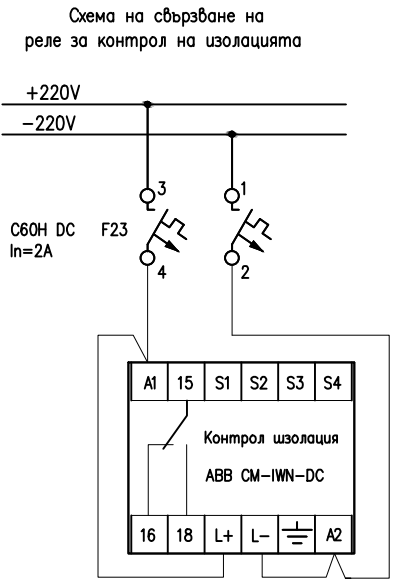 Схема на свързване на
реле за контрол на изолацията
+220V
-220V
3 1
C60H DC F23
In=2A
4 2
A1 15 S1 S2 S3 S4
Контрол изолация
ABB CM-IWN-DC
16 18 L+ L- A2